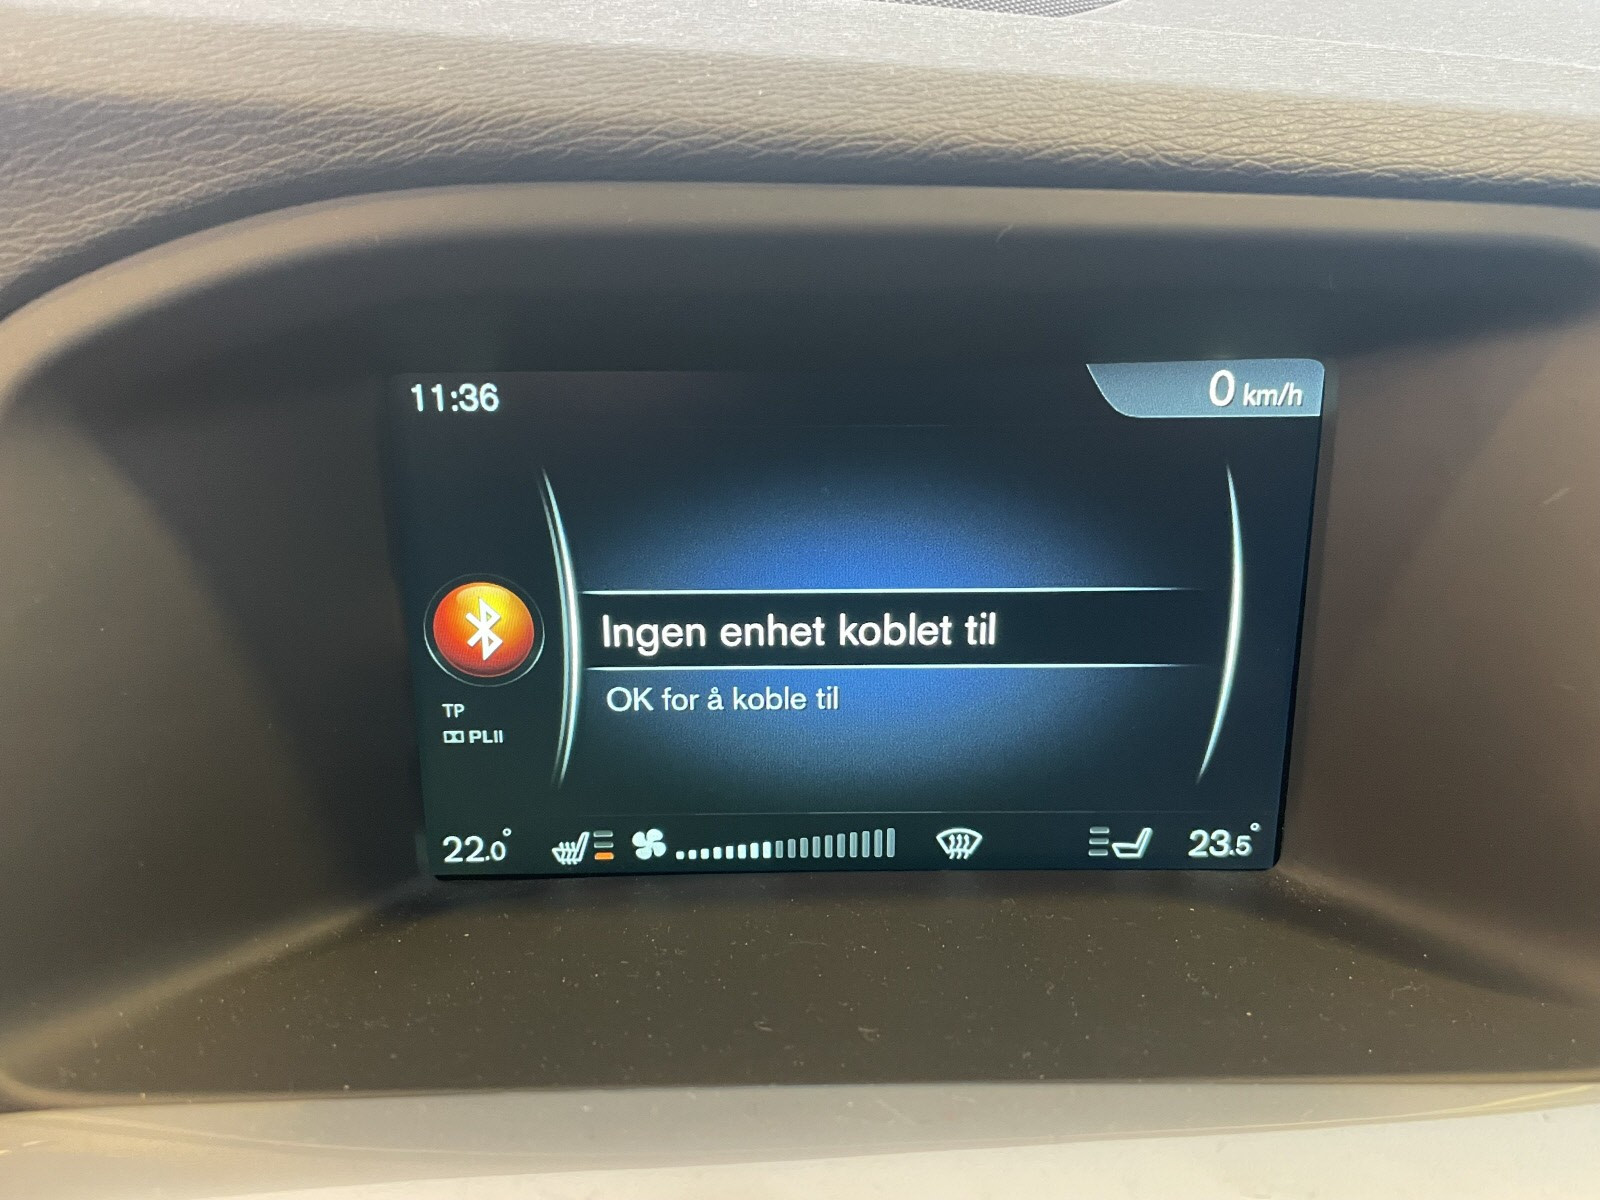 11:36
0 km/h
Ingen enhet koblet til
OK for å koble til
TP
PLII
22.0°
23.5°